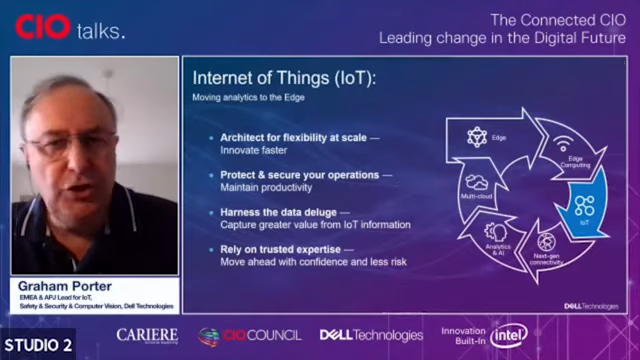 CIO talks.
The Connected CIO
Leading change in the Digital Future
Internet of Things (IoT):
Moving analytics to the Edge
• Architect for flexibility at scale —
Innovate faster
• Protect & secure your operations —
Maintain productivity
• Harness the data deluge —
Capture greater value from IoT information
• Rely on trusted expertise —
Move ahead with confidence and less risk
Edge
Edge
Computing
IoT
Next-gen
connectivity
Analytics
& AI
Multi-cloud
DELLTechnologies
Graham Porter
EMEA & APJ Lead for IoT,
Safety & Security & Computer Vision, Dell Technologies
STUDIO 2
CARIERE
CIOCOUNCIL
DELLTechnologies
Innovation
Built-In
intel